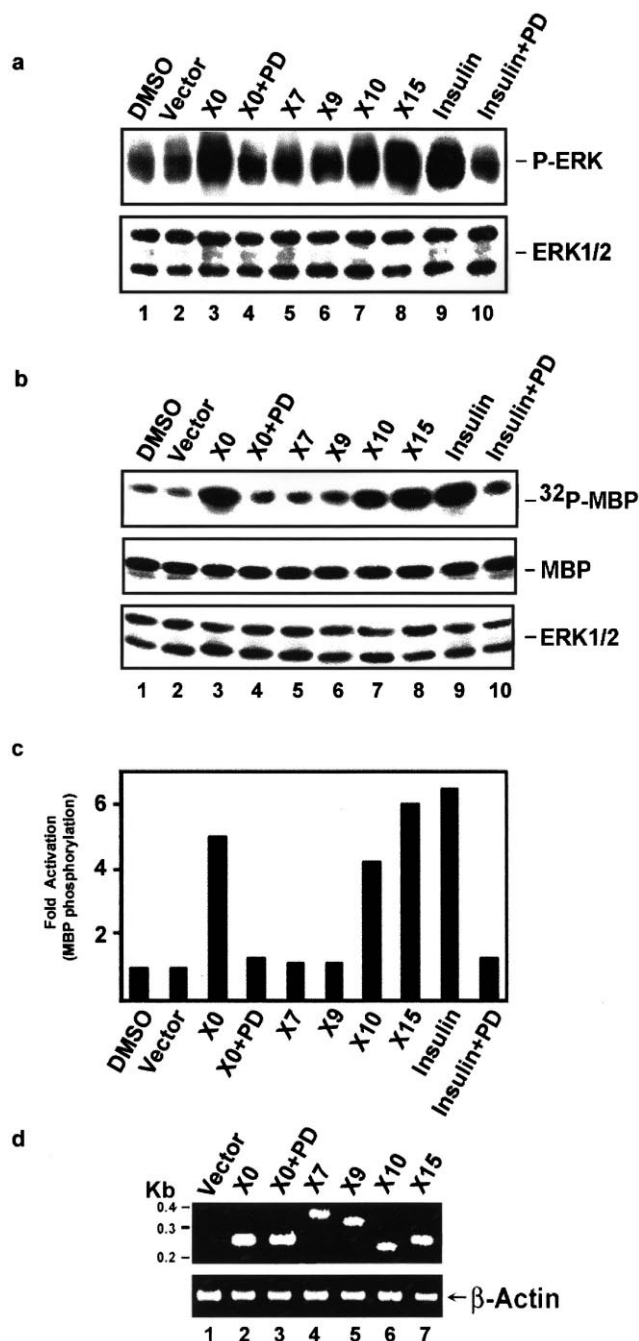 a
DMSO Vector X0 X0+PD X7 X9 X10 X15 Insulin Insulin+PD
P-ERK
ERK1/2
1 2 3 4 5 6 7 8 9 10
b
DMSO Vector X0 X0+PD X7 X9 X10 X15 Insulin Insulin+PD
32P-MBP
MBP
ERK1/2
1 2 3 4 5 6 7 8 9 10
c
Fold Activation
(MBP phosphorylation)
6
4
2
DMSO Vector X0 X0+PD X7 X9 X10 X15 Insulin Insulin+PD
d
Vector X0 X0+PD X7 X9 X10 X15
Kb
0.4
0.3
0.2
←β-Actin
1 2 3 4 5 6 7